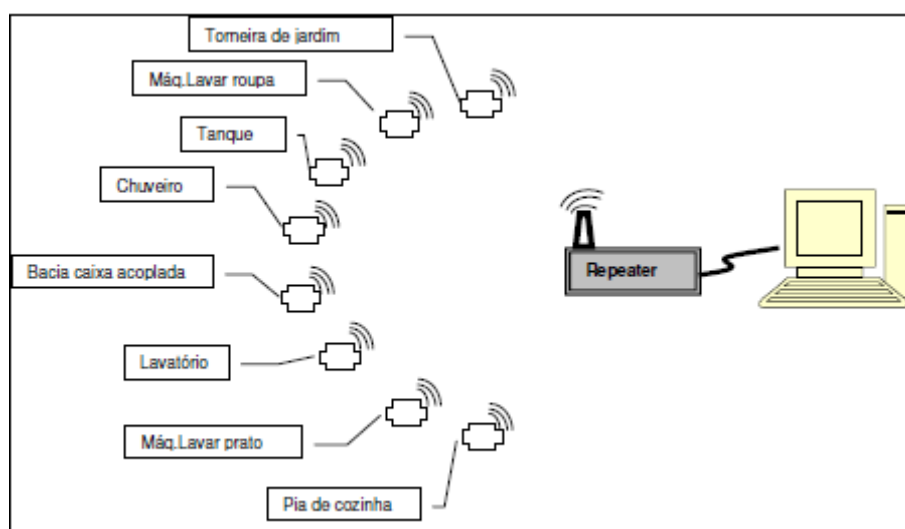 Torneira de jardim
Máq.Lavar roupa
Tanque
Chuveiro
Bacia caixa acoplada
Repeater
Lavatório
Máq.Lavar prato
Pia de cozinha